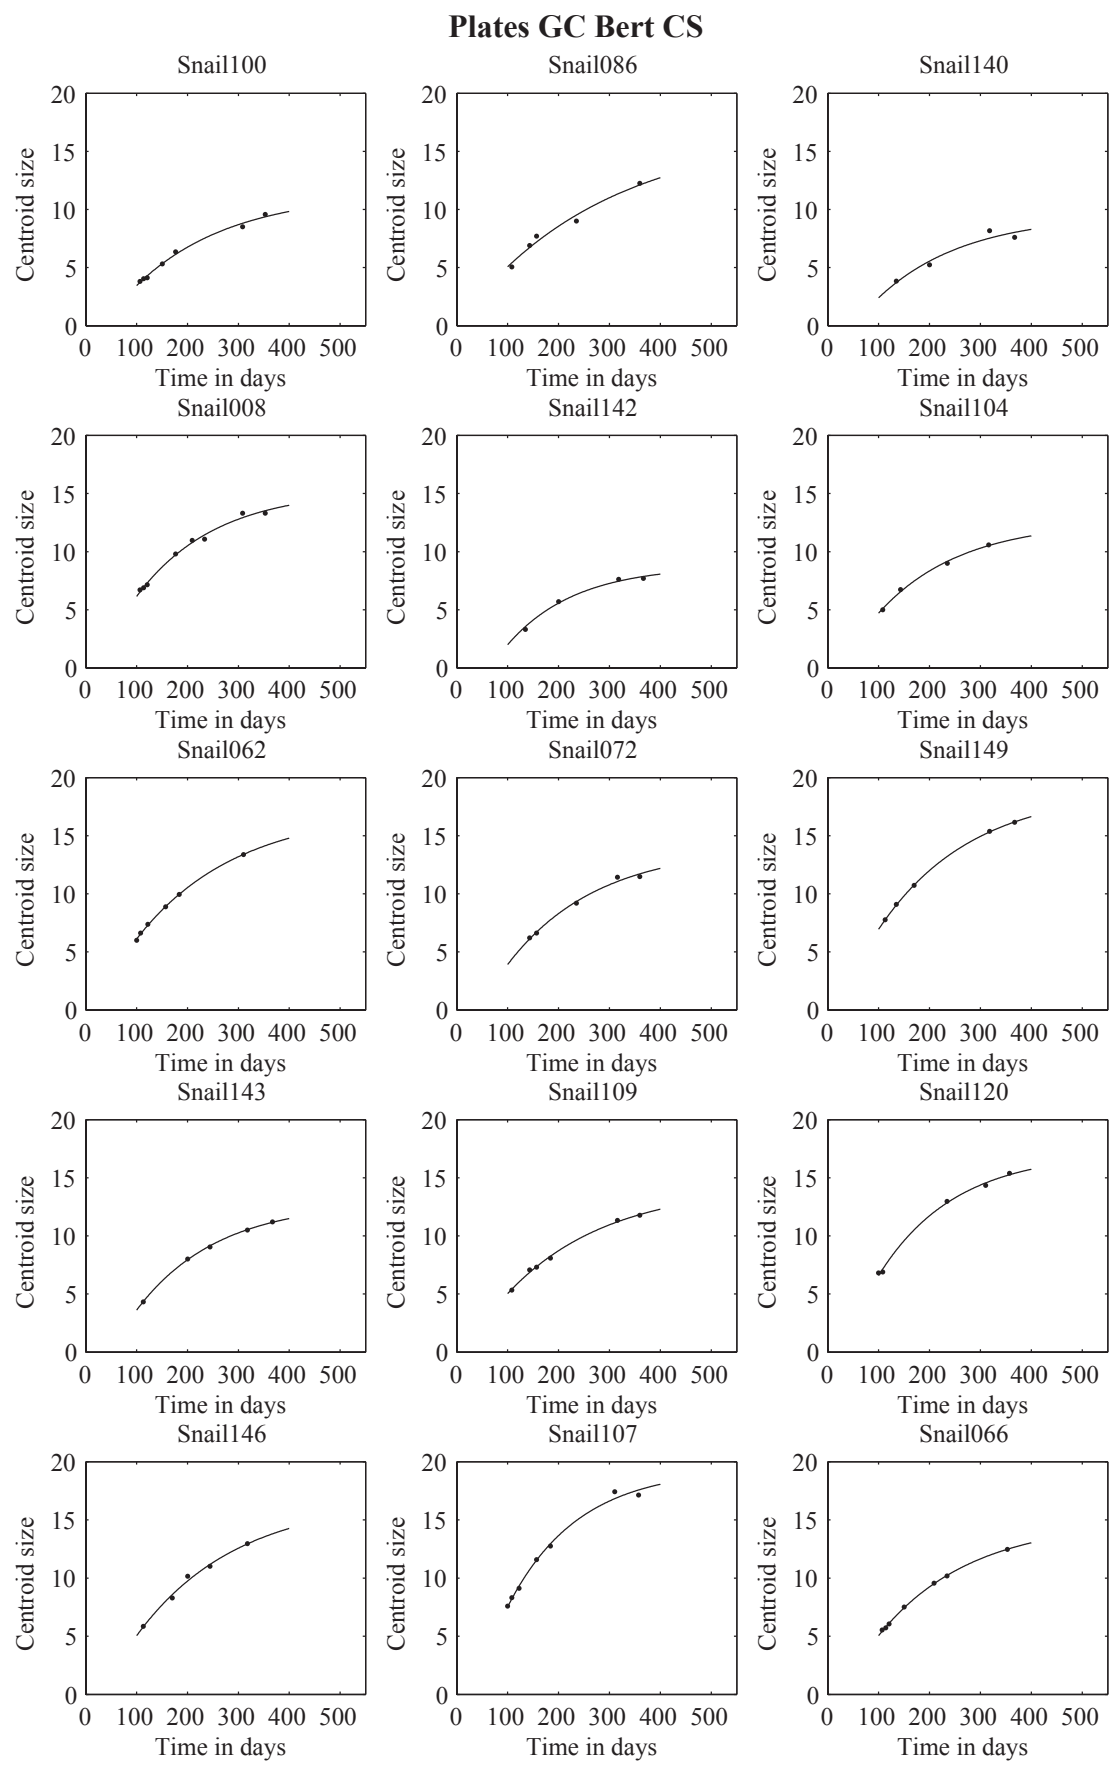 Plates GC Bert CS
Snail100 Snail086 Snail140
20 20 20
15 15 15
10 10 10
5 5 5
0 0 0
Centroid size Centroid size Centroid size
0 100 200 300 400 500 0 100 200 300 400 500 0 100 200 300 400 500
Time in days Time in days Time in days
Snail008 Snail142 Snail104
20 20 20
15 15 15
10 10 10
5 5 5
0 0 0
Centroid size Centroid size Centroid size
0 100 200 300 400 500 0 100 200 300 400 500 0 100 200 300 400 500
Time in days Time in days Time in days
Snail062 Snail072 Snail149
20 20 20
15 15 15
10 10 10
5 5 5
0 0 0
Centroid size Centroid size Centroid size
0 100 200 300 400 500 0 100 200 300 400 500 0 100 200 300 400 500
Time in days Time in days Time in days
Snail143 Snail109 Snail120
20 20 20
15 15 15
10 10 10
5 5 5
0 0 0
Centroid size Centroid size Centroid size
0 100 200 300 400 500 0 100 200 300 400 500 0 100 200 300 400 500
Time in days Time in days Time in days
Snail146 Snail107 Snail066
20 20 20
15 15 15
10 10 10
5 5 5
0 0 0
Centroid size Centroid size Centroid size
0 100 200 300 400 500 0 100 200 300 400 500 0 100 200 300 400 500
Time in days Time in days Time in days